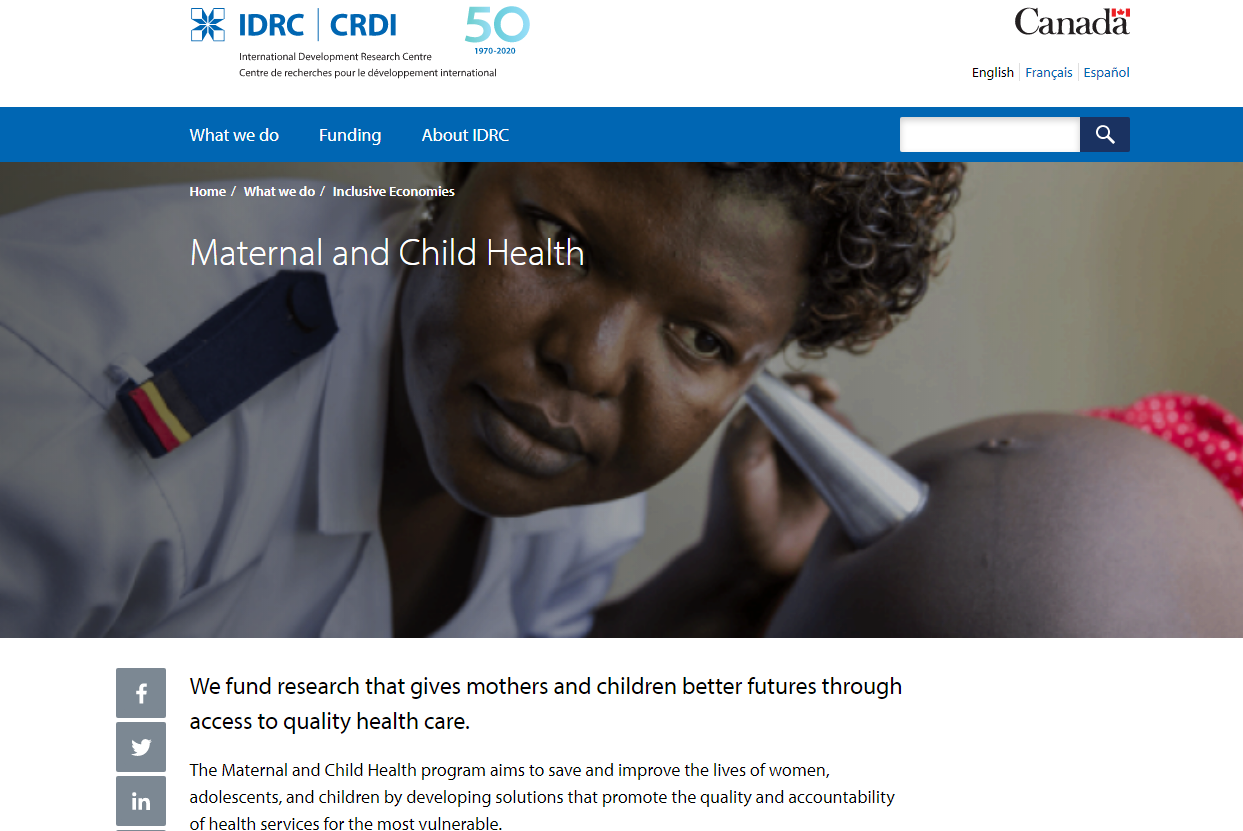 IDRC | CRDI
50
1970-2020
International Development Research Centre
Centre de recherches pour le développement international
Canada
English | Français | Español
What we do Funding About IDRC
Home / What we do / Inclusive Economies
Maternal and Child Health
We fund research that gives mothers and children better futures through
access to quality health care.
The Maternal and Child Health program aims to save and improve the lives of women,
adolescents, and children by developing solutions that promote the quality and accountability
of health services for the most vulnerable.